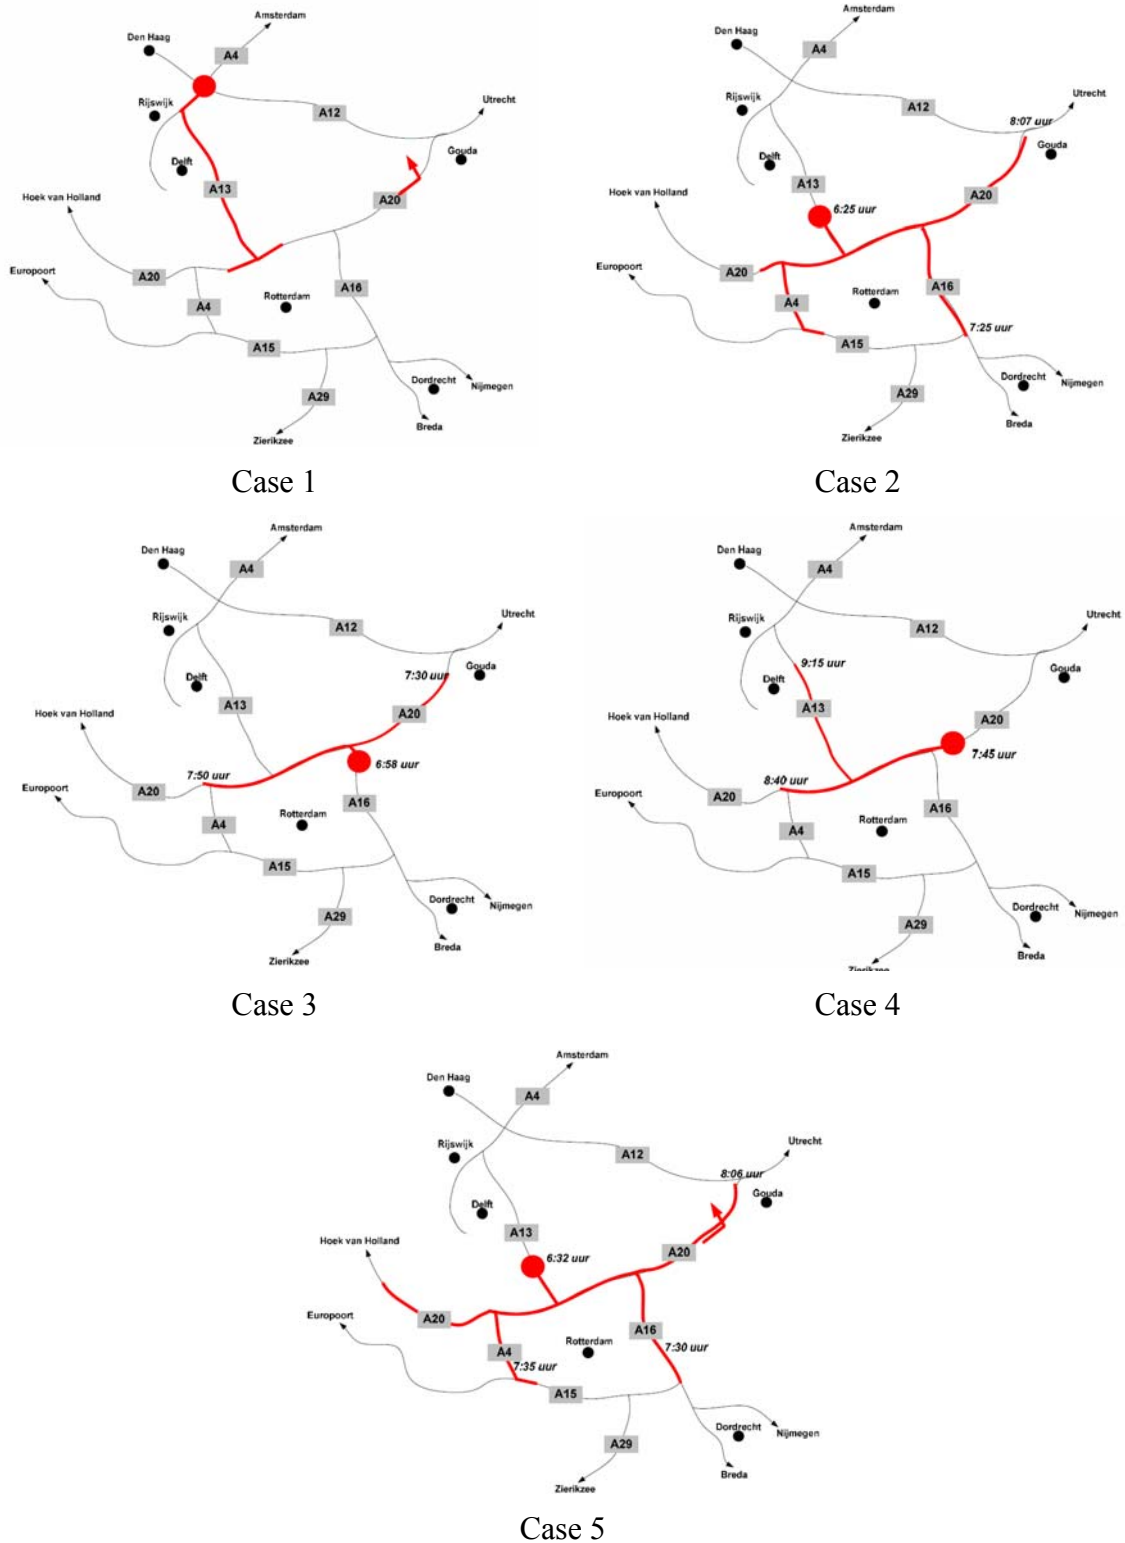 Amsterdam
Den Haag
A4
Rijswijk
A12
Utrecht
Delft
Gouda
A13
A20
Hoek van Holland
Europoort
A20
A4
Rotterdam
A16
A15
Dordrecht
Nijmegen
A29
Breda
Zierikzee
Case 1
Amsterdam
Den Haag
A4
Rijswijk
A12
Utrecht
8:07 uur
Gouda
Delft
A13
A20
Hoek van Holland
6:25 uur
Europoort
A20
A4
Rotterdam
A16
7:25 uur
A15
Dordrecht
Nijmegen
A29
Breda
Zierikzee
Case 2
Amsterdam
Den Haag
A4
Rijswijk
A12
Utrecht
7:30 uur
Gouda
Delft
A13
A20
Hoek van Holland
7:50 uur
6:58 uur
Europoort
A20
A4
Rotterdam
A16
A15
Dordrecht
Nijmegen
A29
Breda
Zierikzee
Case 3
Amsterdam
Den Haag
A4
Rijswijk
A12
Utrecht
9:15 uur
Gouda
Delft
A13
A20
Hoek van Holland
7:45 uur
8:40 uur
Europoort
A20
A4
Rotterdam
A16
A15
Dordrecht
Nijmegen
A29
Breda
Zierikzee
Case 4
Amsterdam
Den Haag
A4
Rijswijk
A12
Utrecht
8:06 uur
Gouda
Delft
A13
A20
Hoek van Holland
6:32 uur
Europoort
A20
A4
7:35 uur
Rotterdam
A16
7:30 uur
A15
Dordrecht
Nijmegen
A29
Breda
Zierikzee
Case 5